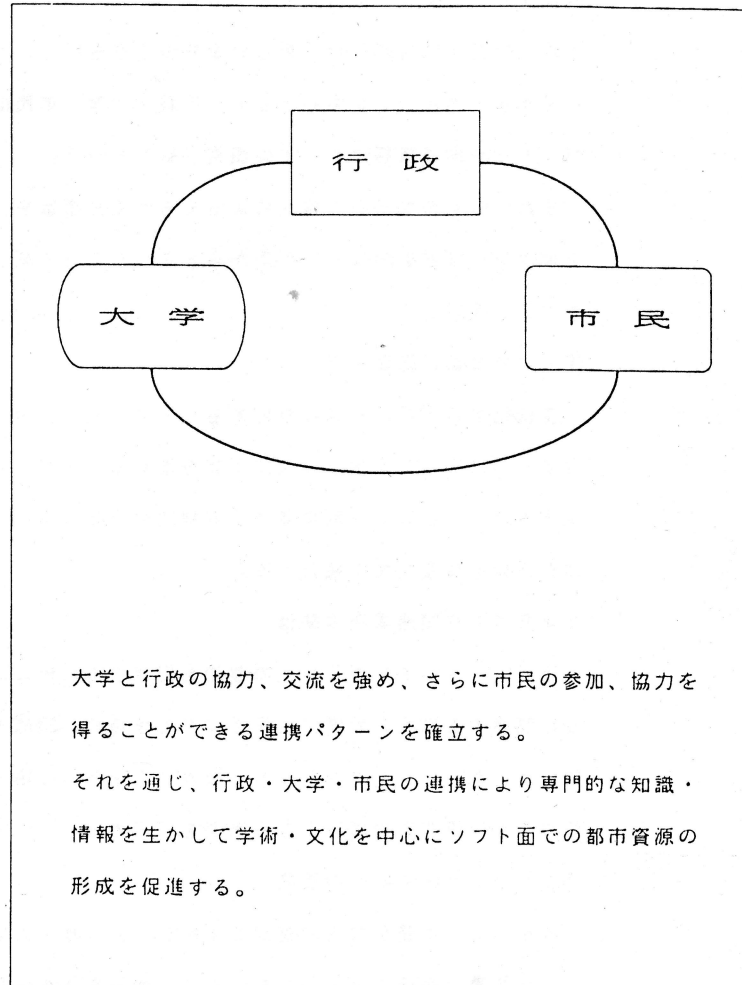 行 政
大 学
市 民
大学と行政の協力、交流を強め、さらに市民の参加、協力を
得ることができる連携パターンを確立する。
それを通じ、行政・大学・市民の連携により専門的な知識・
情報を生かして学術・文化を中心にソフト面での都市資源の
形成を促進する。